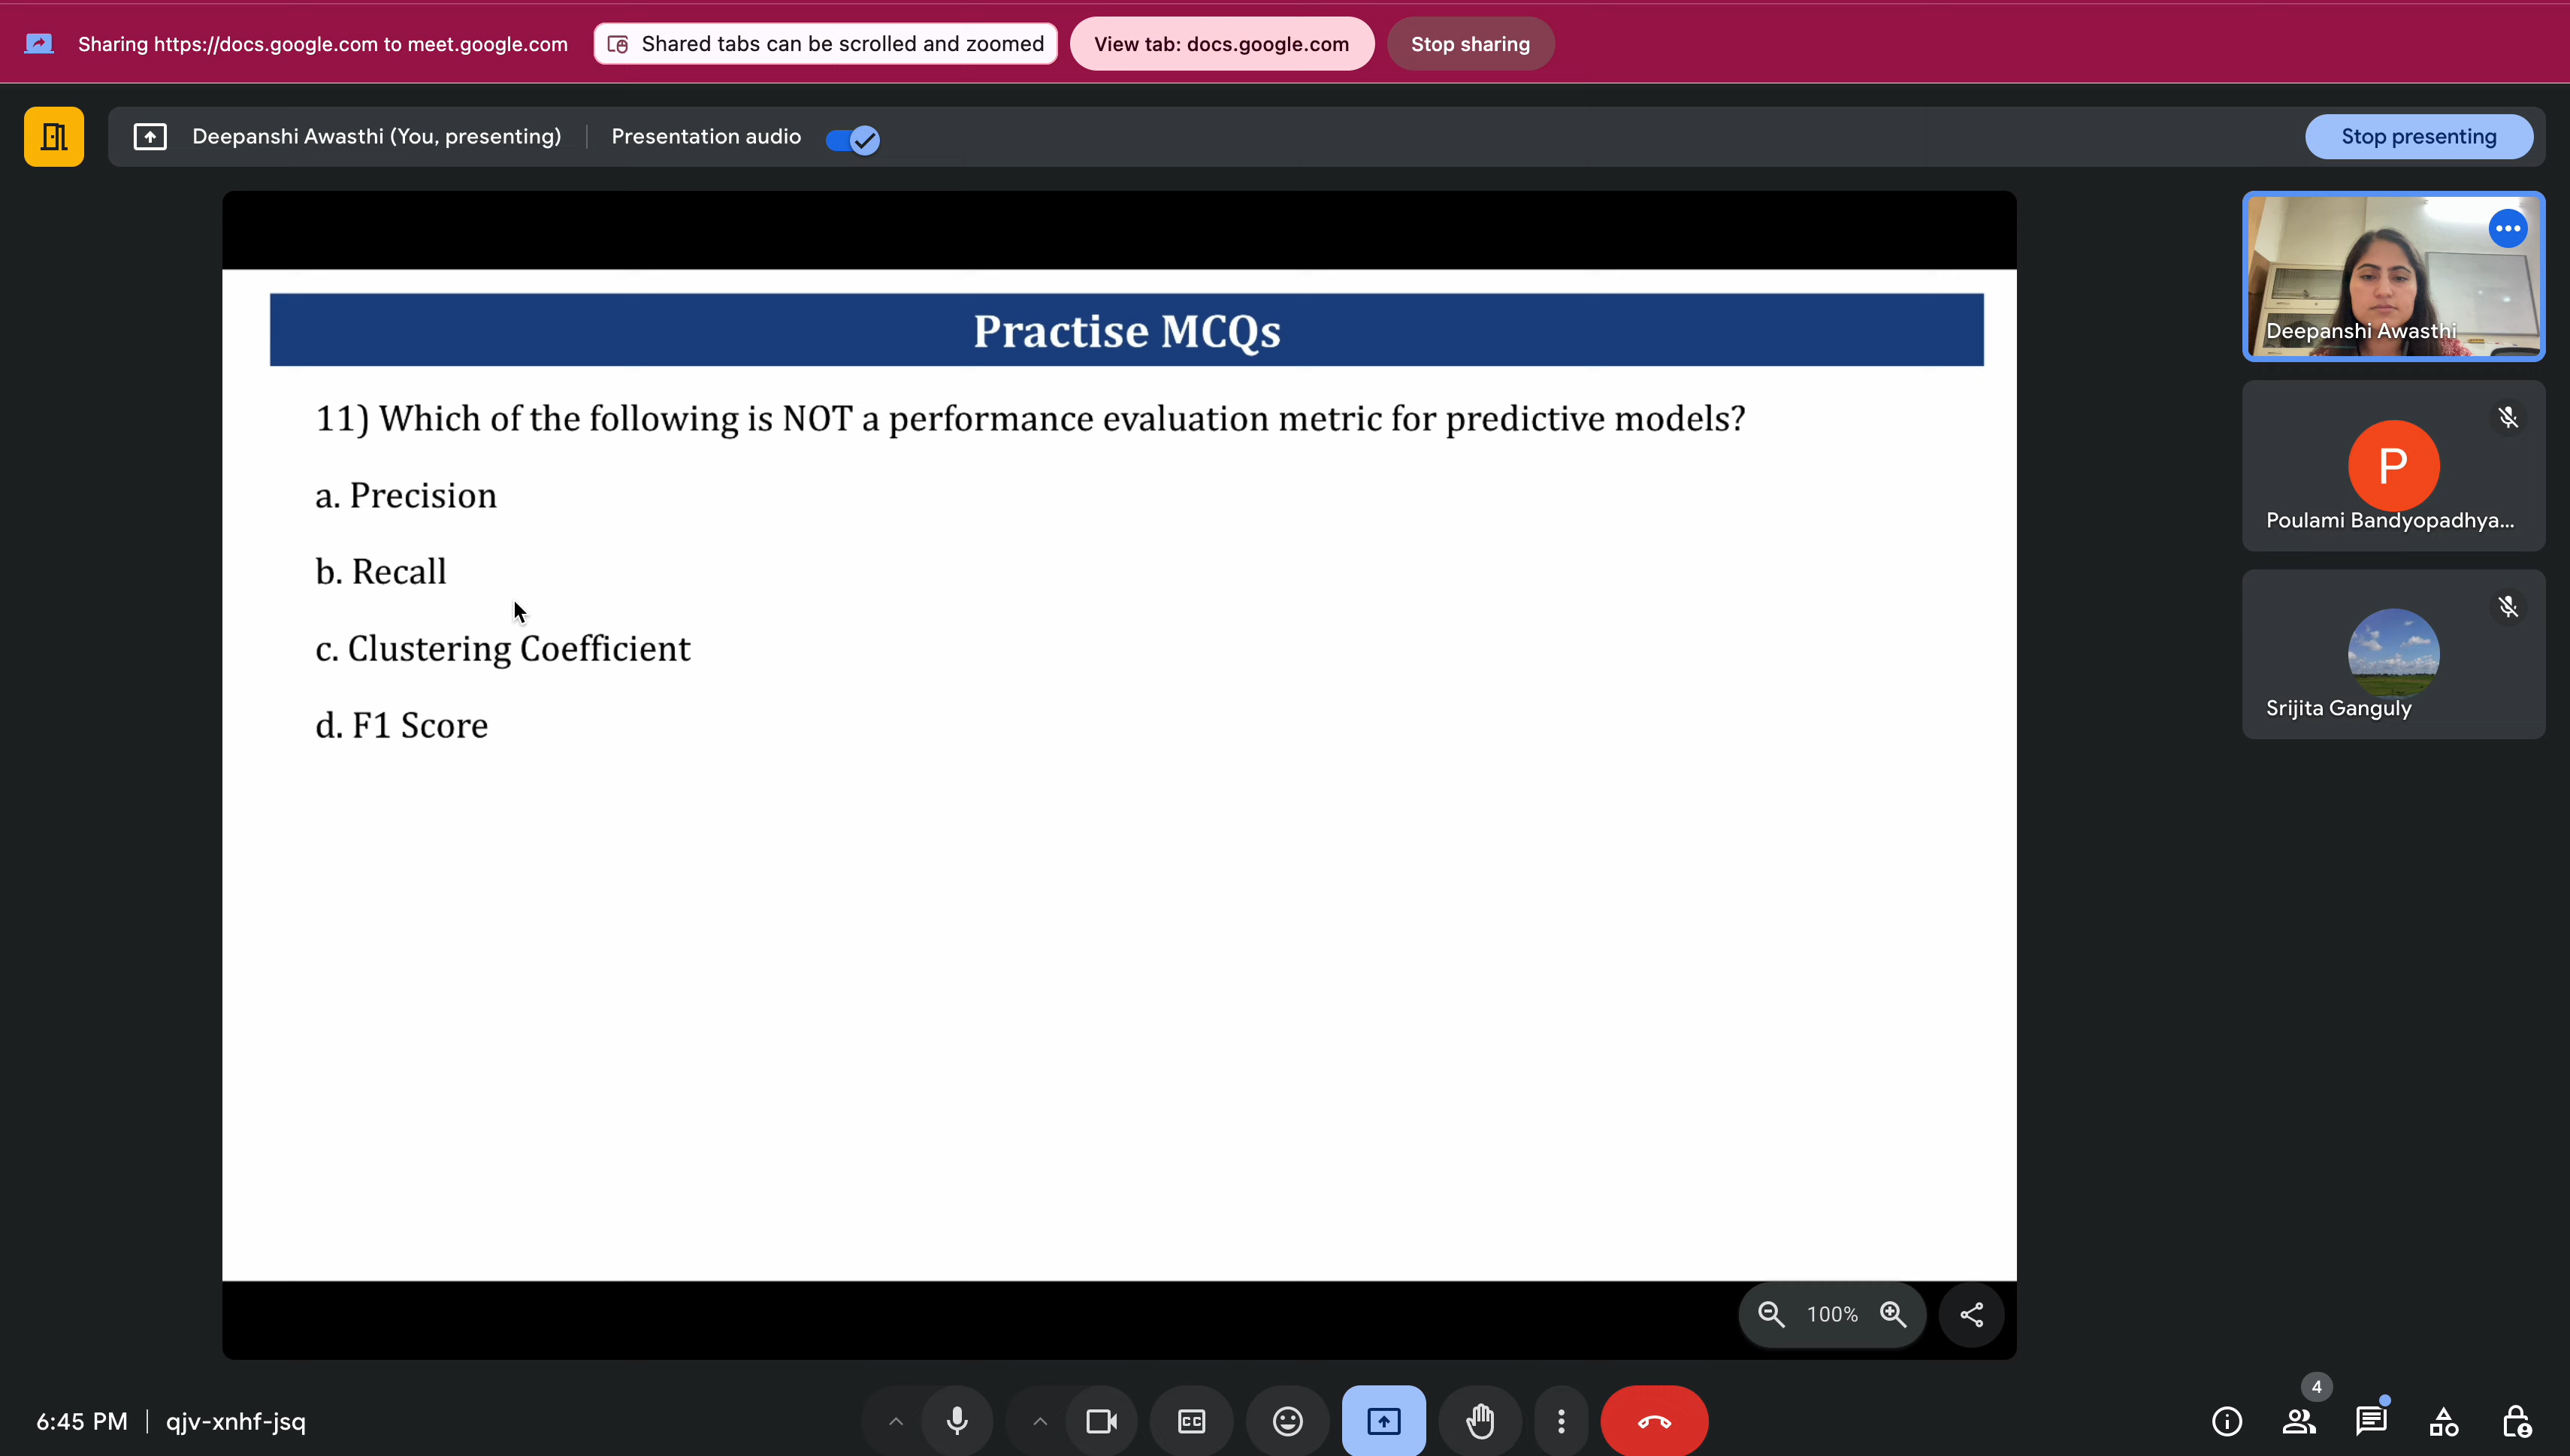 Sharing https://docs.google.com to meet.google.com
Shared tabs can be scrolled and zoomed
View tab: docs.google.com
Stop sharing
Deepanshi Awasthi (You, presenting)
Presentation audio
Stop presenting
Practise MCQs
11) Which of the following is NOT a performance evaluation metric for predictive models?
a. Precision
b. Recall
c. Clustering Coefficient
d. F1 Score
Deepanshi Awasthi
P
Poulami Bandyopadhya...
Srijita Ganguly
100%
6:45 PM
qjv-xnhf-jsq
CC
4